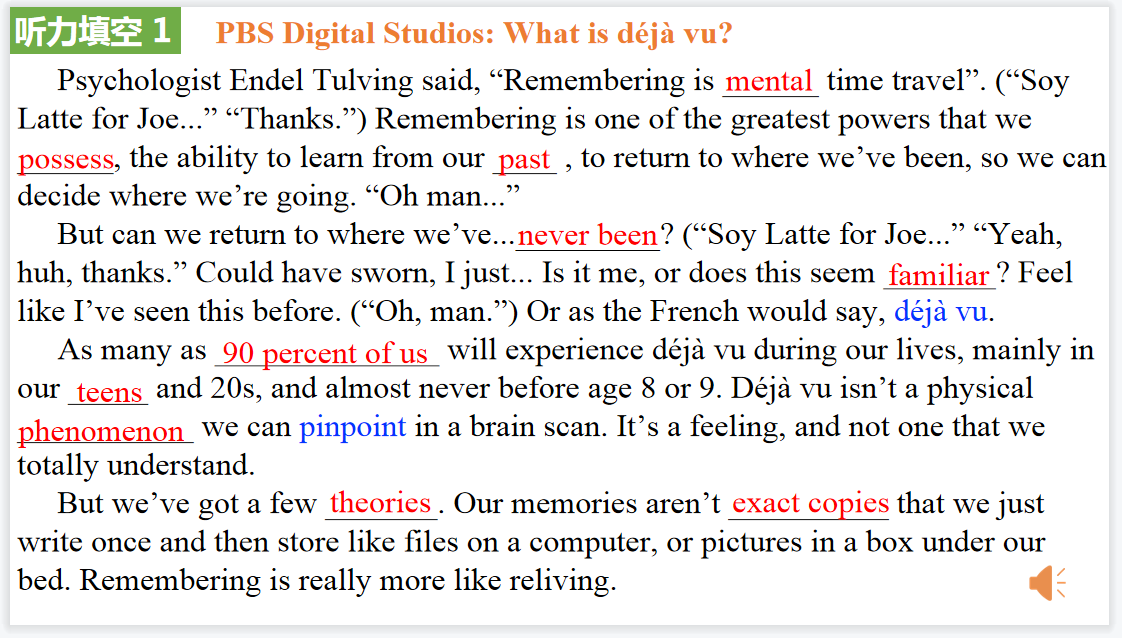 听力填空 1 PBS Digital Studios: What is déjà vu?
Psychologist Endel Tulving said, “Remembering is mental time travel”. (“Soy
Latte for Joe...” “Thanks.”) Remembering is one of the greatest powers that we
possess, the ability to learn from our past , to return to where we’ve been, so we can
decide where we’re going. “Oh man...”
But can we return to where we’ve...never been? (“Soy Latte for Joe...” “Yeah,
huh, thanks.” Could have sworn, I just... Is it me, or does this seem familiar? Feel
like I’ve seen this before. (“Oh, man.”) Or as the French would say, déjà vu.
As many as 90 percent of us will experience déjà vu during our lives, mainly in
our teens and 20s, and almost never before age 8 or 9. Déjà vu isn’t a physical
phenomenon we can pinpoint in a brain scan. It’s a feeling, and not one that we
totally understand.
But we’ve got a few theories. Our memories aren’t exact copies that we just
write once and then store like files on a computer, or pictures in a box under our
bed. Remembering is really more like reliving.